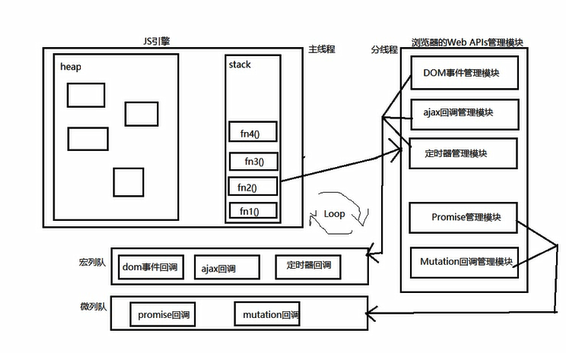 JS引擎
主线程
分线程
浏览器的Web APIs管理模块
heap
stack
fn4()
fn3()
fn2()
fn1()
Loop
DOM事件管理模块
ajax回调管理模块
定时器管理模块
Promise管理模块
Mutation回调管理模块
宏列队
dom事件回调
ajax回调
定时器回调
微列队
promise回调
mutation回调